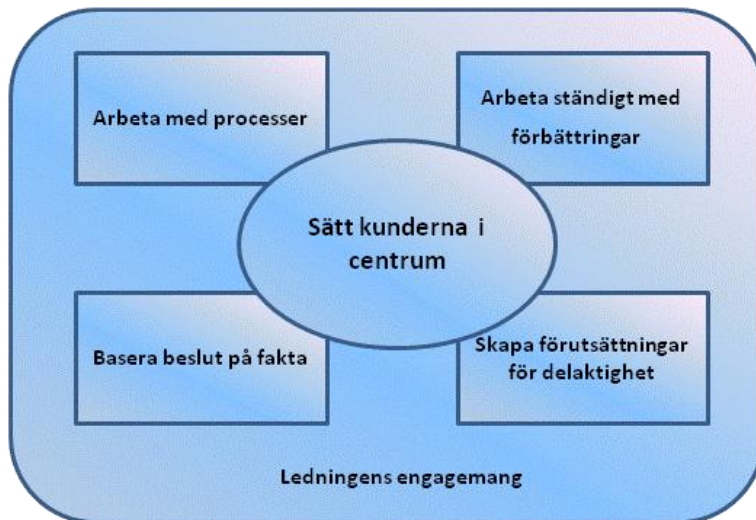 Arbeta med processer
Arbeta ständigt med
förbättringar
Sätt kunderna i
centrum
Basera beslut på fakta
Skapa förutsättningar
för delaktighet
Ledningens engagemang